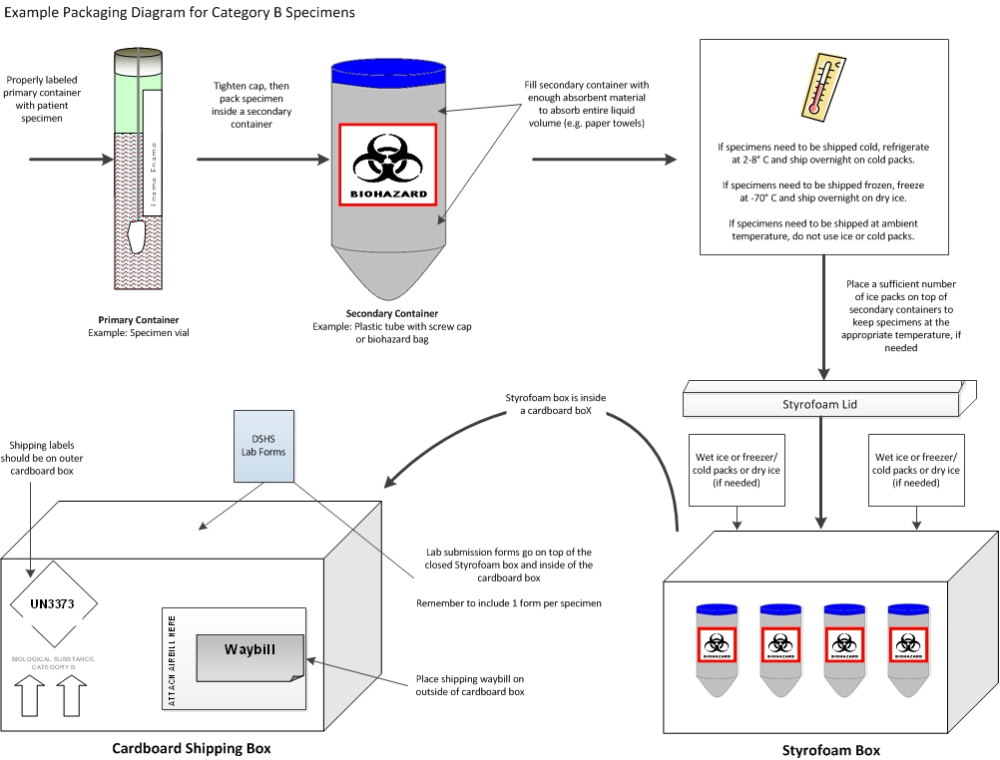 Example Packaging Diagram for Category B Specimens
Properly labeled
primary container
with patient
specimen
Tighten cap, then
pack specimen
inside a secondary
container
Fill secondary container with
enough absorbent material
to absorb entire liquid
volume (e.g. paper towels)
lname Fname
BIOHAZARD
Primary Container
Example: Specimen vial
Secondary Container
Example: Plastic tube with screw cap
or biohazard bag
If specimens need to be shipped cold, refrigerate
at 2-8° C and ship overnight on cold packs.
If specimens need to be shipped frozen, freeze
at -70° C and ship overnight on dry ice.
If specimens need to be shipped at ambient
temperature, do not use ice or cold packs.
Place a sufficient number
of ice packs on top of
secondary containers to
keep specimens at the
appropriate temperature, if
needed
Styrofoam Lid
Wet ice or freezer/
cold packs or dry ice
(if needed)
Wet ice or freezer/
cold packs or dry ice
(if needed)
BIOHAZARD
BIOHAZARD
BIOHAZARD
BIOHAZARD
Styrofoam Box
Styrofoam box is inside
a cardboard boX
DSHS
Lab Forms
Shipping labels
should be on outer
cardboard box
Lab submission forms go on top of the
closed Styrofoam box and inside of the
cardboard box
Remember to include 1 form per specimen
UN3373
BIOLOGICAL SUBSTANCE,
CATEGORY B
ATTACH AIRBILL HERE
Waybill
Place shipping waybill on
outside of cardboard box
Cardboard Shipping Box